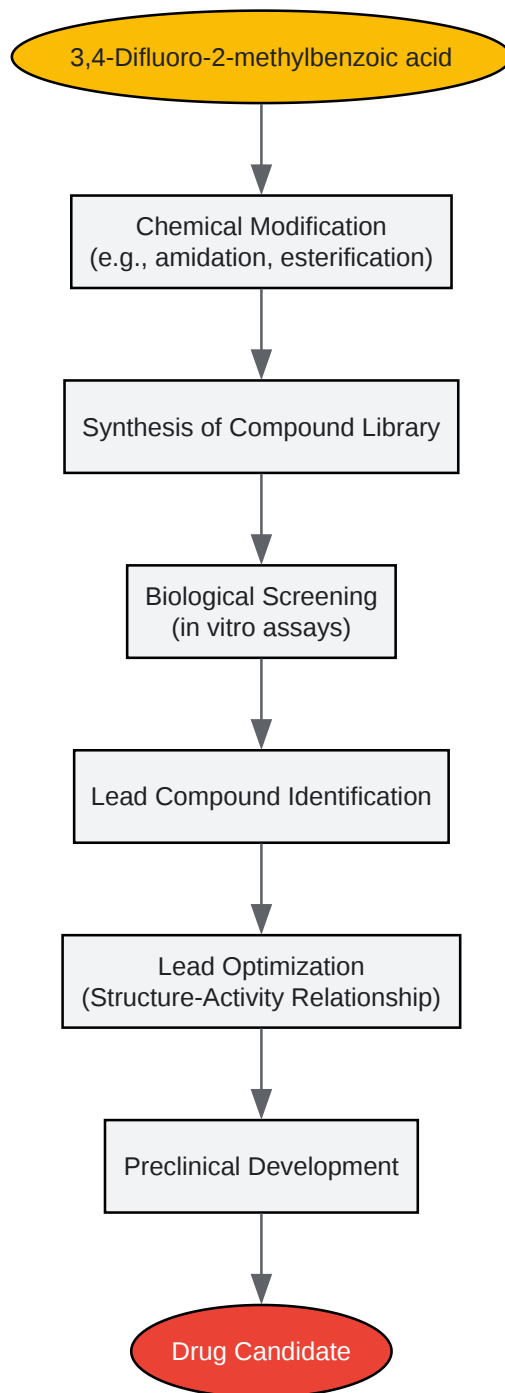 3,4-Difluoro-2-methylbenzoic acid
Chemical Modification
(e.g., amidation, esterification)
Synthesis of Compound Library
Biological Screening
(in vitro assays)
Lead Compound Identification
Lead Optimization
(Structure-Activity Relationship)
Preclinical Development
Drug Candidate